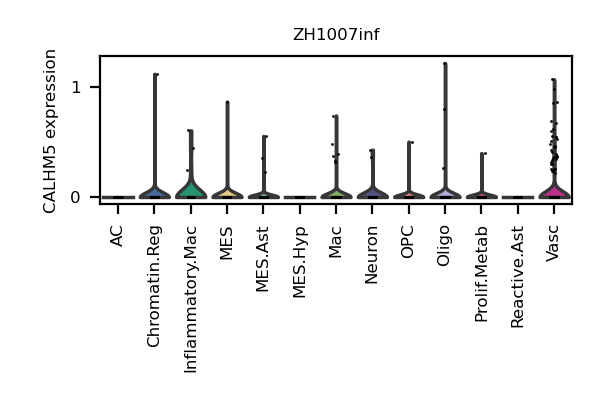 ZH1007inf
CALHM5 expression
1
0
AC
Chromatin.Reg
Inflammatory.Mac
MES
MES.Ast
MES.Hyp
Mac
Neuron
OPC
Oligo
Prolif.Metab
Reactive.Ast
Vasc